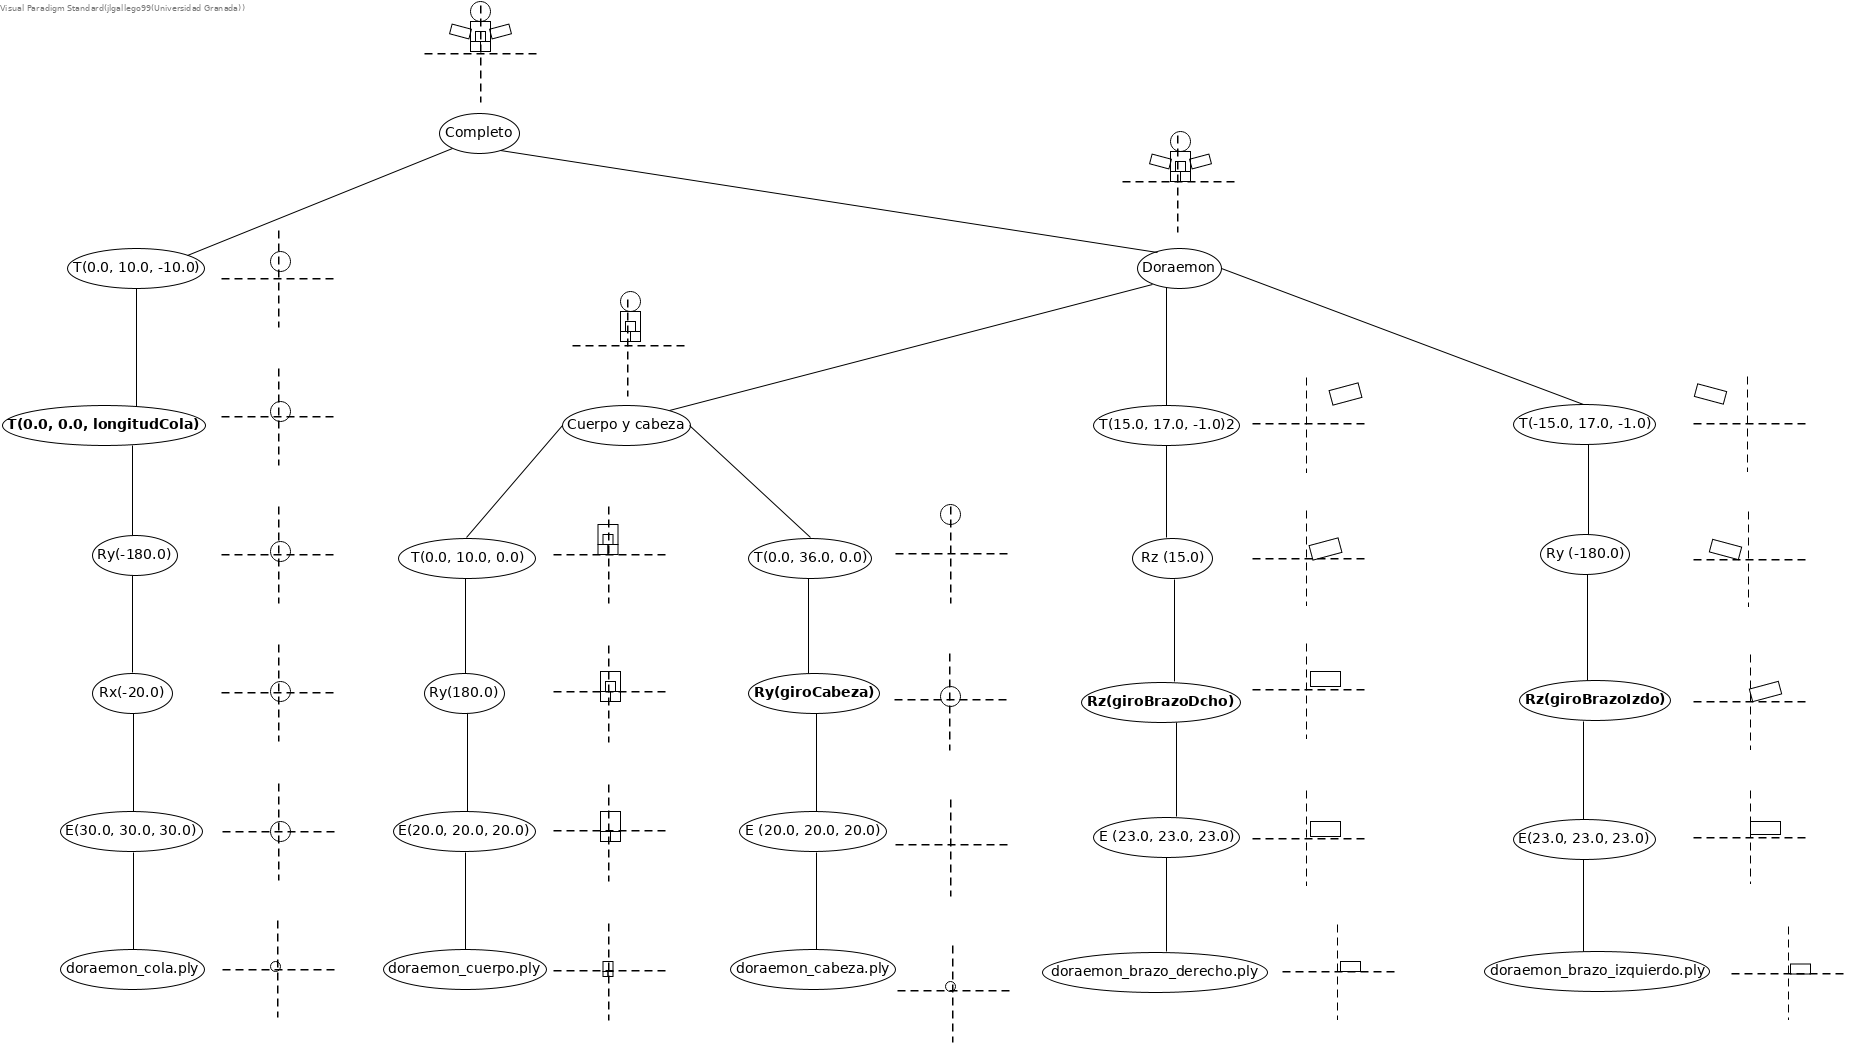 Visual Paradigm Standard(jlgallego99(Universidad Granada))
Completo
T(0.0, 10.0, -10.0)
Doraemon
T(0.0, 0.0, longitudCola)
Cuerpo y cabeza
T(15.0, 17.0, -1.0)2
T(-15.0, 17.0, -1.0)
Ry(-180.0)
T(0.0, 10.0, 0.0)
T(0.0, 36.0, 0.0)
Rz (15.0)
Ry (-180.0)
Rx(-20.0)
Ry(180.0)
Ry(giroCabeza)
Rz(giroBrazoDcho)
Rz(giroBrazoIzdo)
E(30.0, 30.0, 30.0)
E(20.0, 20.0, 20.0)
E (20.0, 20.0, 20.0)
E (23.0, 23.0, 23.0)
E(23.0, 23.0, 23.0)
doraemon_cola.ply
doraemon_cuerpo.ply
doraemon_cabeza.ply
doraemon_brazo_derecho.ply
doraemon_brazo_izquierdo.ply